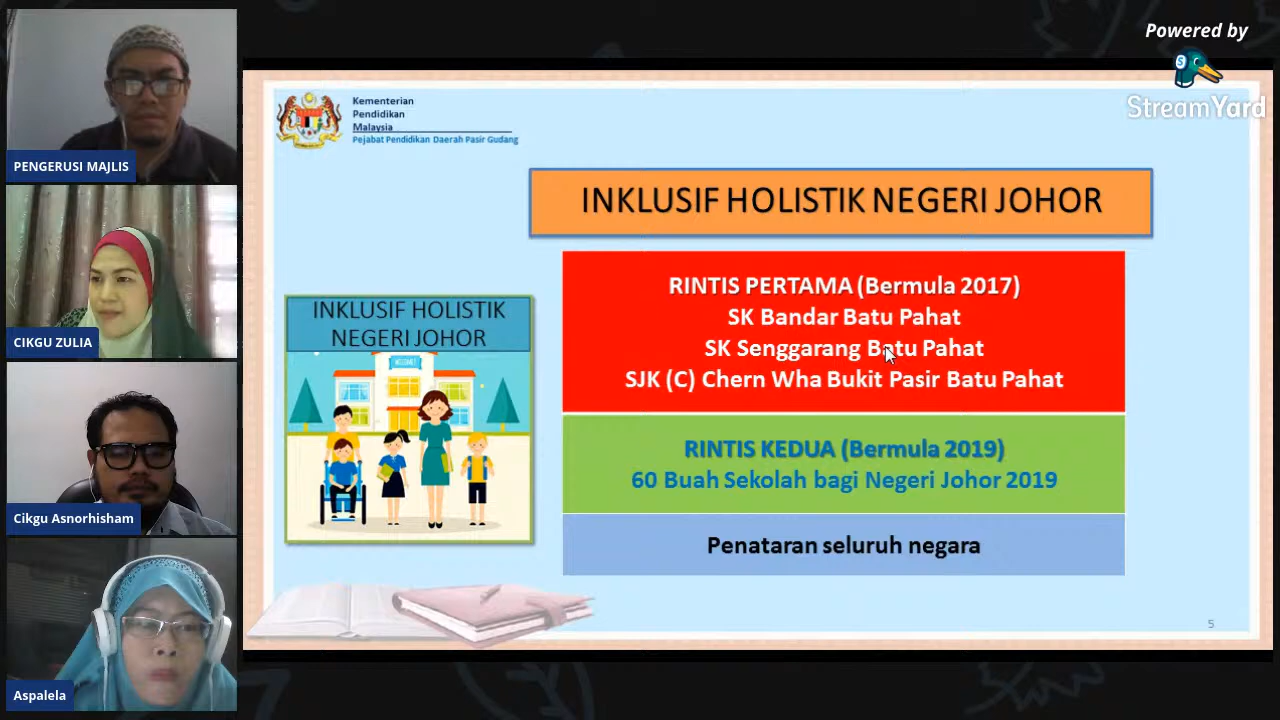 Powered by
StreamYard
PENGERUSI MAJLIS
CIKGU ZULIA
Cikgu Asnorhisham
Aspalela
Kementerian
Pendidikan
Malaysia
Pejabat Pendidikan Daerah Pasir Gudang
INKLUSIF HOLISTIK NEGERI JOHOR
INKLUSIF HOLISTIK
NEGERI JOHOR
WELCOME!
RINTIS PERTAMA (Bermula 2017)
SK Bandar Batu Pahat
SK Senggarang Batu Pahat
SJK (C) Chern Wha Bukit Pasir Batu Pahat
RINTIS KEDUA (Bermula 2019)
60 Buah Sekolah bagi Negeri Johor 2019
Penataran seluruh negara
5